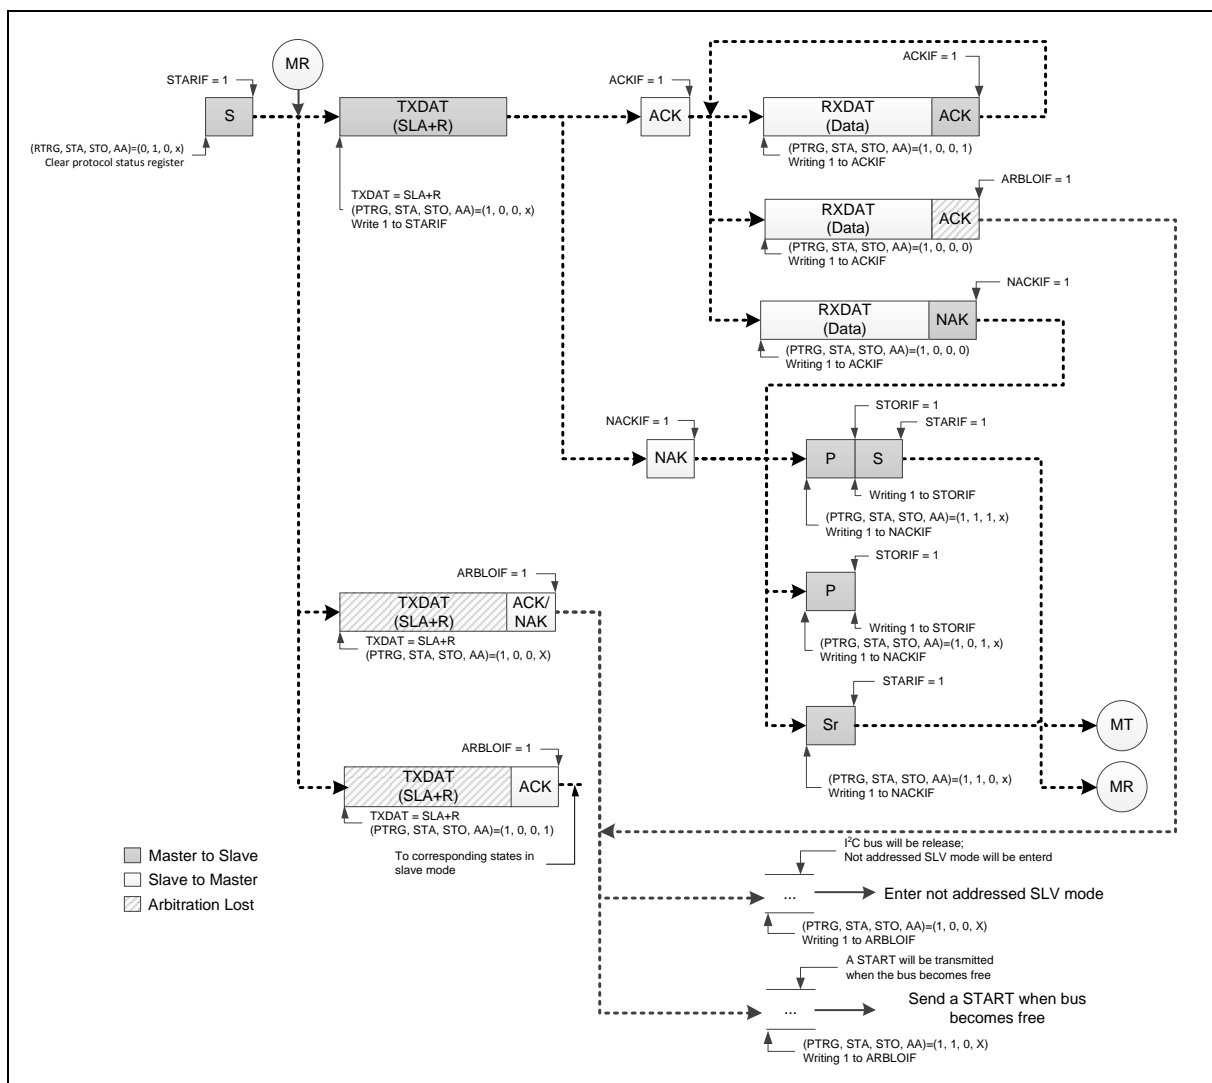 MR
STARIF = 1
S
(RTRG, STA, STO, AA)=(0, 1, 0, x)
Clear protocol status register
TXDAT
(SLA+R)
TXDAT = SLA+R
(PTRG, STA, STO, AA)=(1, 0, 0, x)
Write 1 to STARIF
ACKIF = 1
ACK
ACKIF = 1
RXDAT
(Data)
ACK
(PTRG, STA, STO, AA)=(1, 0, 0, 1)
Writing 1 to ACKIF
ARBLOIF = 1
RXDAT
(Data)
ACK
(PTRG, STA, STO, AA)=(1, 0, 0, 0)
Writing 1 to ACKIF
NACKIF = 1
RXDAT
(Data)
NAK
(PTRG, STA, STO, AA)=(1, 0, 0, 0)
Writing 1 to ACKIF
NACKIF = 1
NAK
STORIF = 1
STARIF = 1
P
S
Writing 1 to STORIF
(PTRG, STA, STO, AA)=(1, 1, 1, x)
Writing 1 to NACKIF
STORIF = 1
P
Writing 1 to STORIF
(PTRG, STA, STO, AA)=(1, 0, 1, x)
Writing 1 to NACKIF
STARIF = 1
Sr
(PTRG, STA, STO, AA)=(1, 1, 0, x)
Writing 1 to NACKIF
MT
MR
ARBLOIF = 1
TXDAT
(SLA+R)
ACK/
NAK
TXDAT = SLA+R
(PTRG, STA, STO, AA)=(1, 0, 0, X)
ARBLOIF = 1
TXDAT
(SLA+R)
ACK
TXDAT = SLA+R
(PTRG, STA, STO, AA)=(1, 0, 0, 1)
To corresponding states in
slave mode
Master to Slave
Slave to Master
Arbitration Lost
I²C bus will be release;
Not addressed SLV mode will be enterd
...
Enter not addressed SLV mode
(PTRG, STA, STO, AA)=(1, 0, 0, X)
Writing 1 to ARBLOIF
A START will be transmitted
when the bus becomes free
...
Send a START when bus
becomes free
(PTRG, STA, STO, AA)=(1, 1, 0, X)
Writing 1 to ARBLOIF